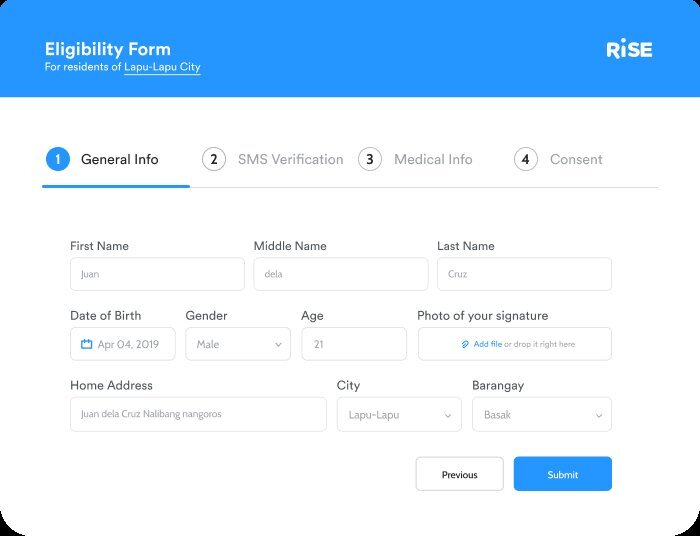 Eligibility Form
For residents of Lapu-Lapu City
RiSE
1 General Info 2 SMS Verification 3 Medical Info 4 Consent
First Name Middle Name Last Name
Juan dela Cruz
Date of Birth Gender Age Photo of your signature
Apr 04, 2019 Male 21 Add file or drop it right here
Home Address City Barangay
Juan dela Cruz Nalibang nangoros Lapu-Lapu Basak
Previous Submit